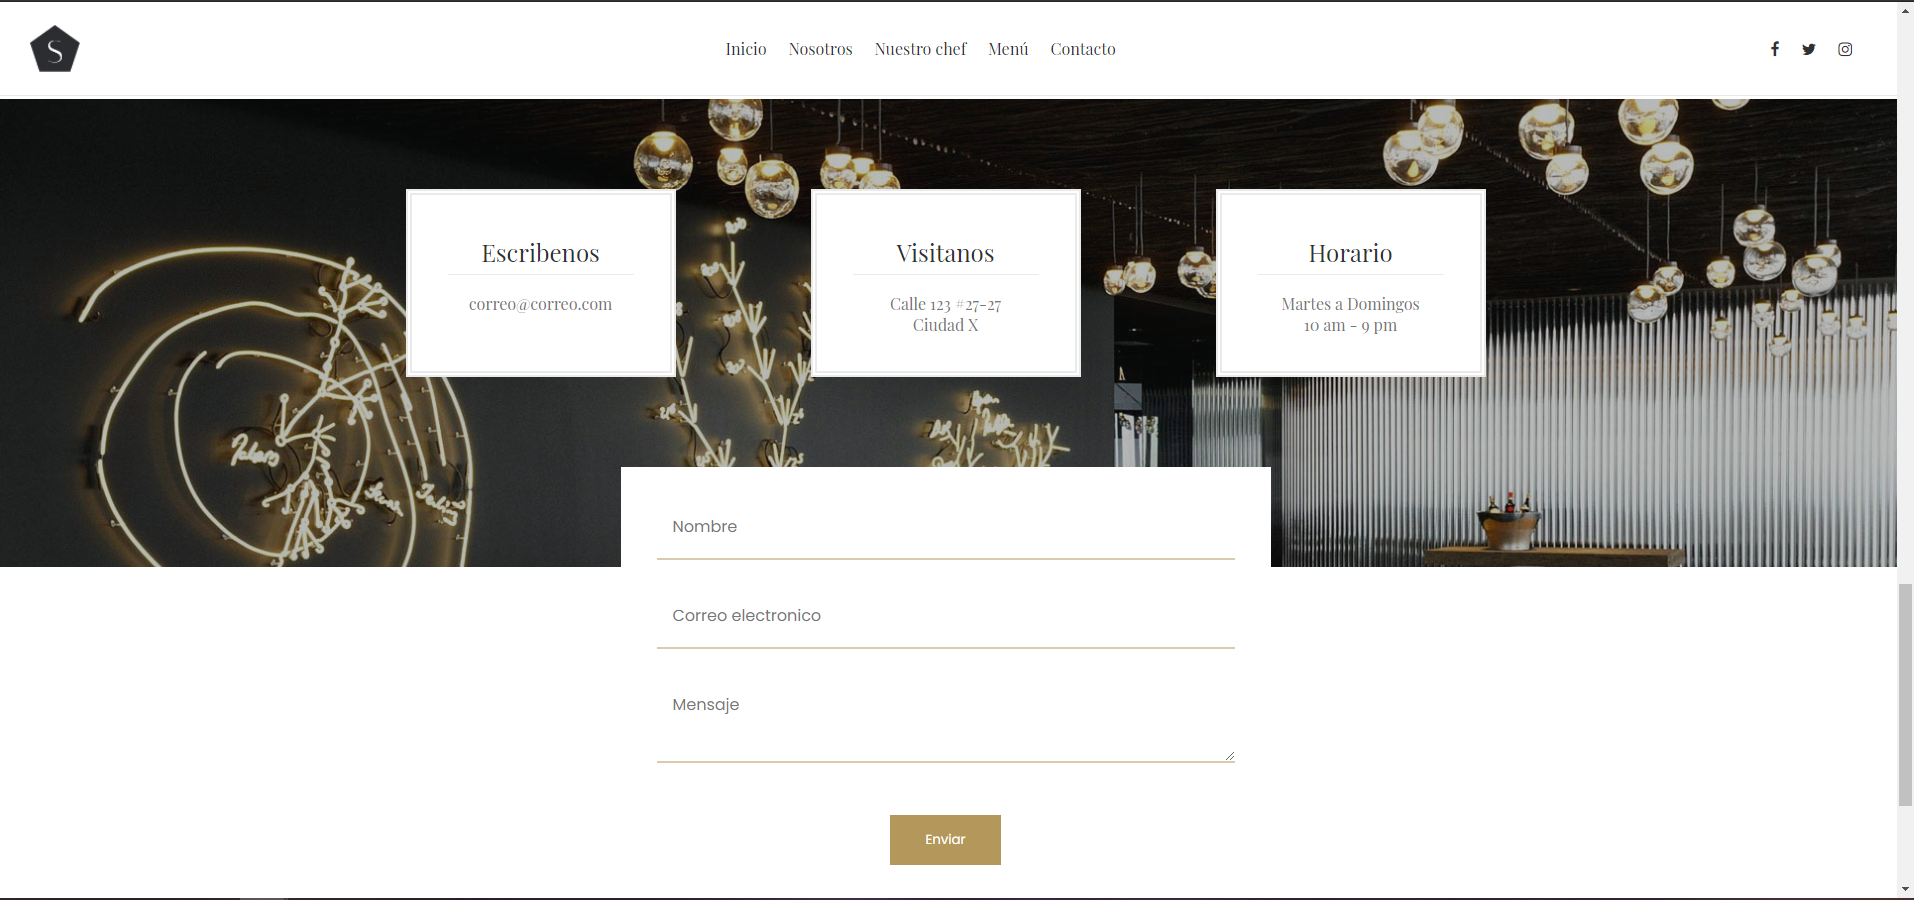 S
Inicio Nosotros Nuestro chef Menú Contacto
Escribenos
correo@correo.com
Visitanos
Calle 123 #27-27
Ciudad X
Horario
Martes a Domingos
10 am - 9 pm
Nombre
Correo electronico
Mensaje
Enviar